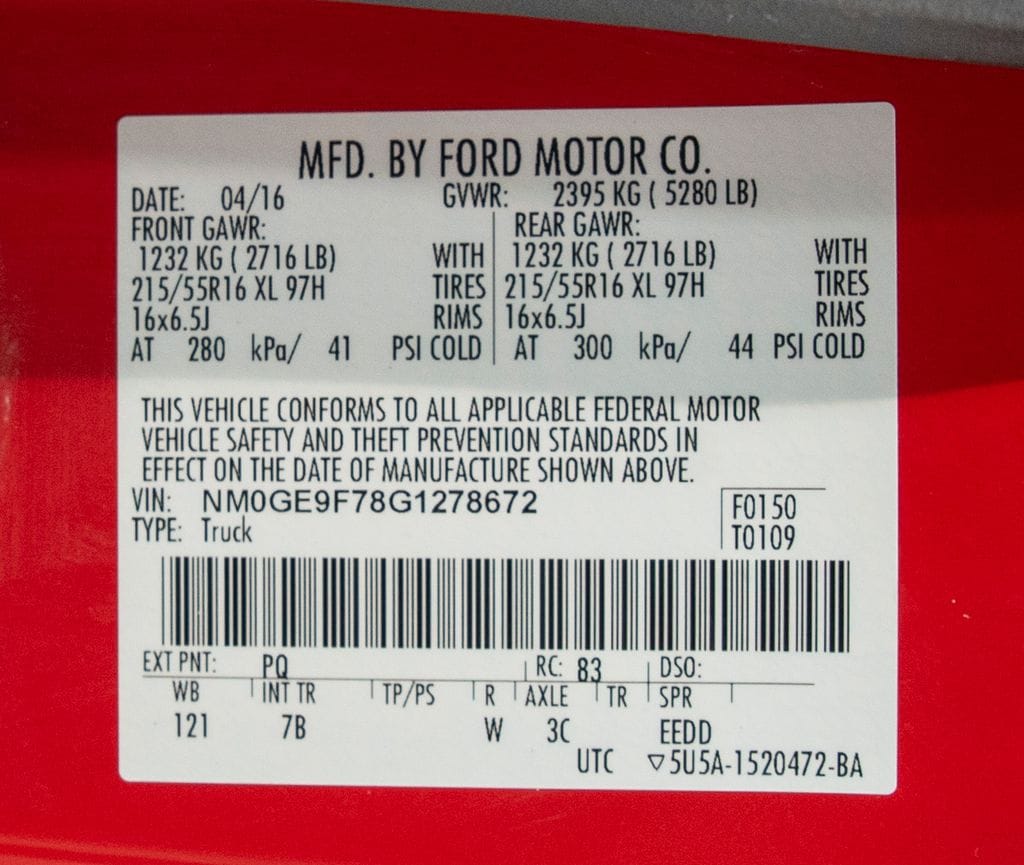 MFD. BY FORD MOTOR CO.
DATE: 04/16 GVWR: 2395 KG ( 5280 LB)
FRONT GAWR: REAR GAWR:
1232 KG ( 2716 LB) WITH 1232 KG ( 2716 LB) WITH
215/55R16 XL 97H TIRES 215/55R16 XL 97H TIRES
16x6.5J RIMS 16x6.5J RIMS
AT 280 kPa/ 41 PSI COLD AT 300 kPa/ 44 PSI COLD
THIS VEHICLE CONFORMS TO ALL APPLICABLE FEDERAL MOTOR
VEHICLE SAFETY AND THEFT PREVENTION STANDARDS IN
EFFECT ON THE DATE OF MANUFACTURE SHOWN ABOVE.
VIN: NM0GE9F78G1278672 F0150
TYPE: Truck T0109
EXT PNT: PQ RC: 83 DSO:
WB INT TR TP/PS R AXLE TR SPR
121 7B W 3C EEDD
UTC ▽5U5A-1520472-BA